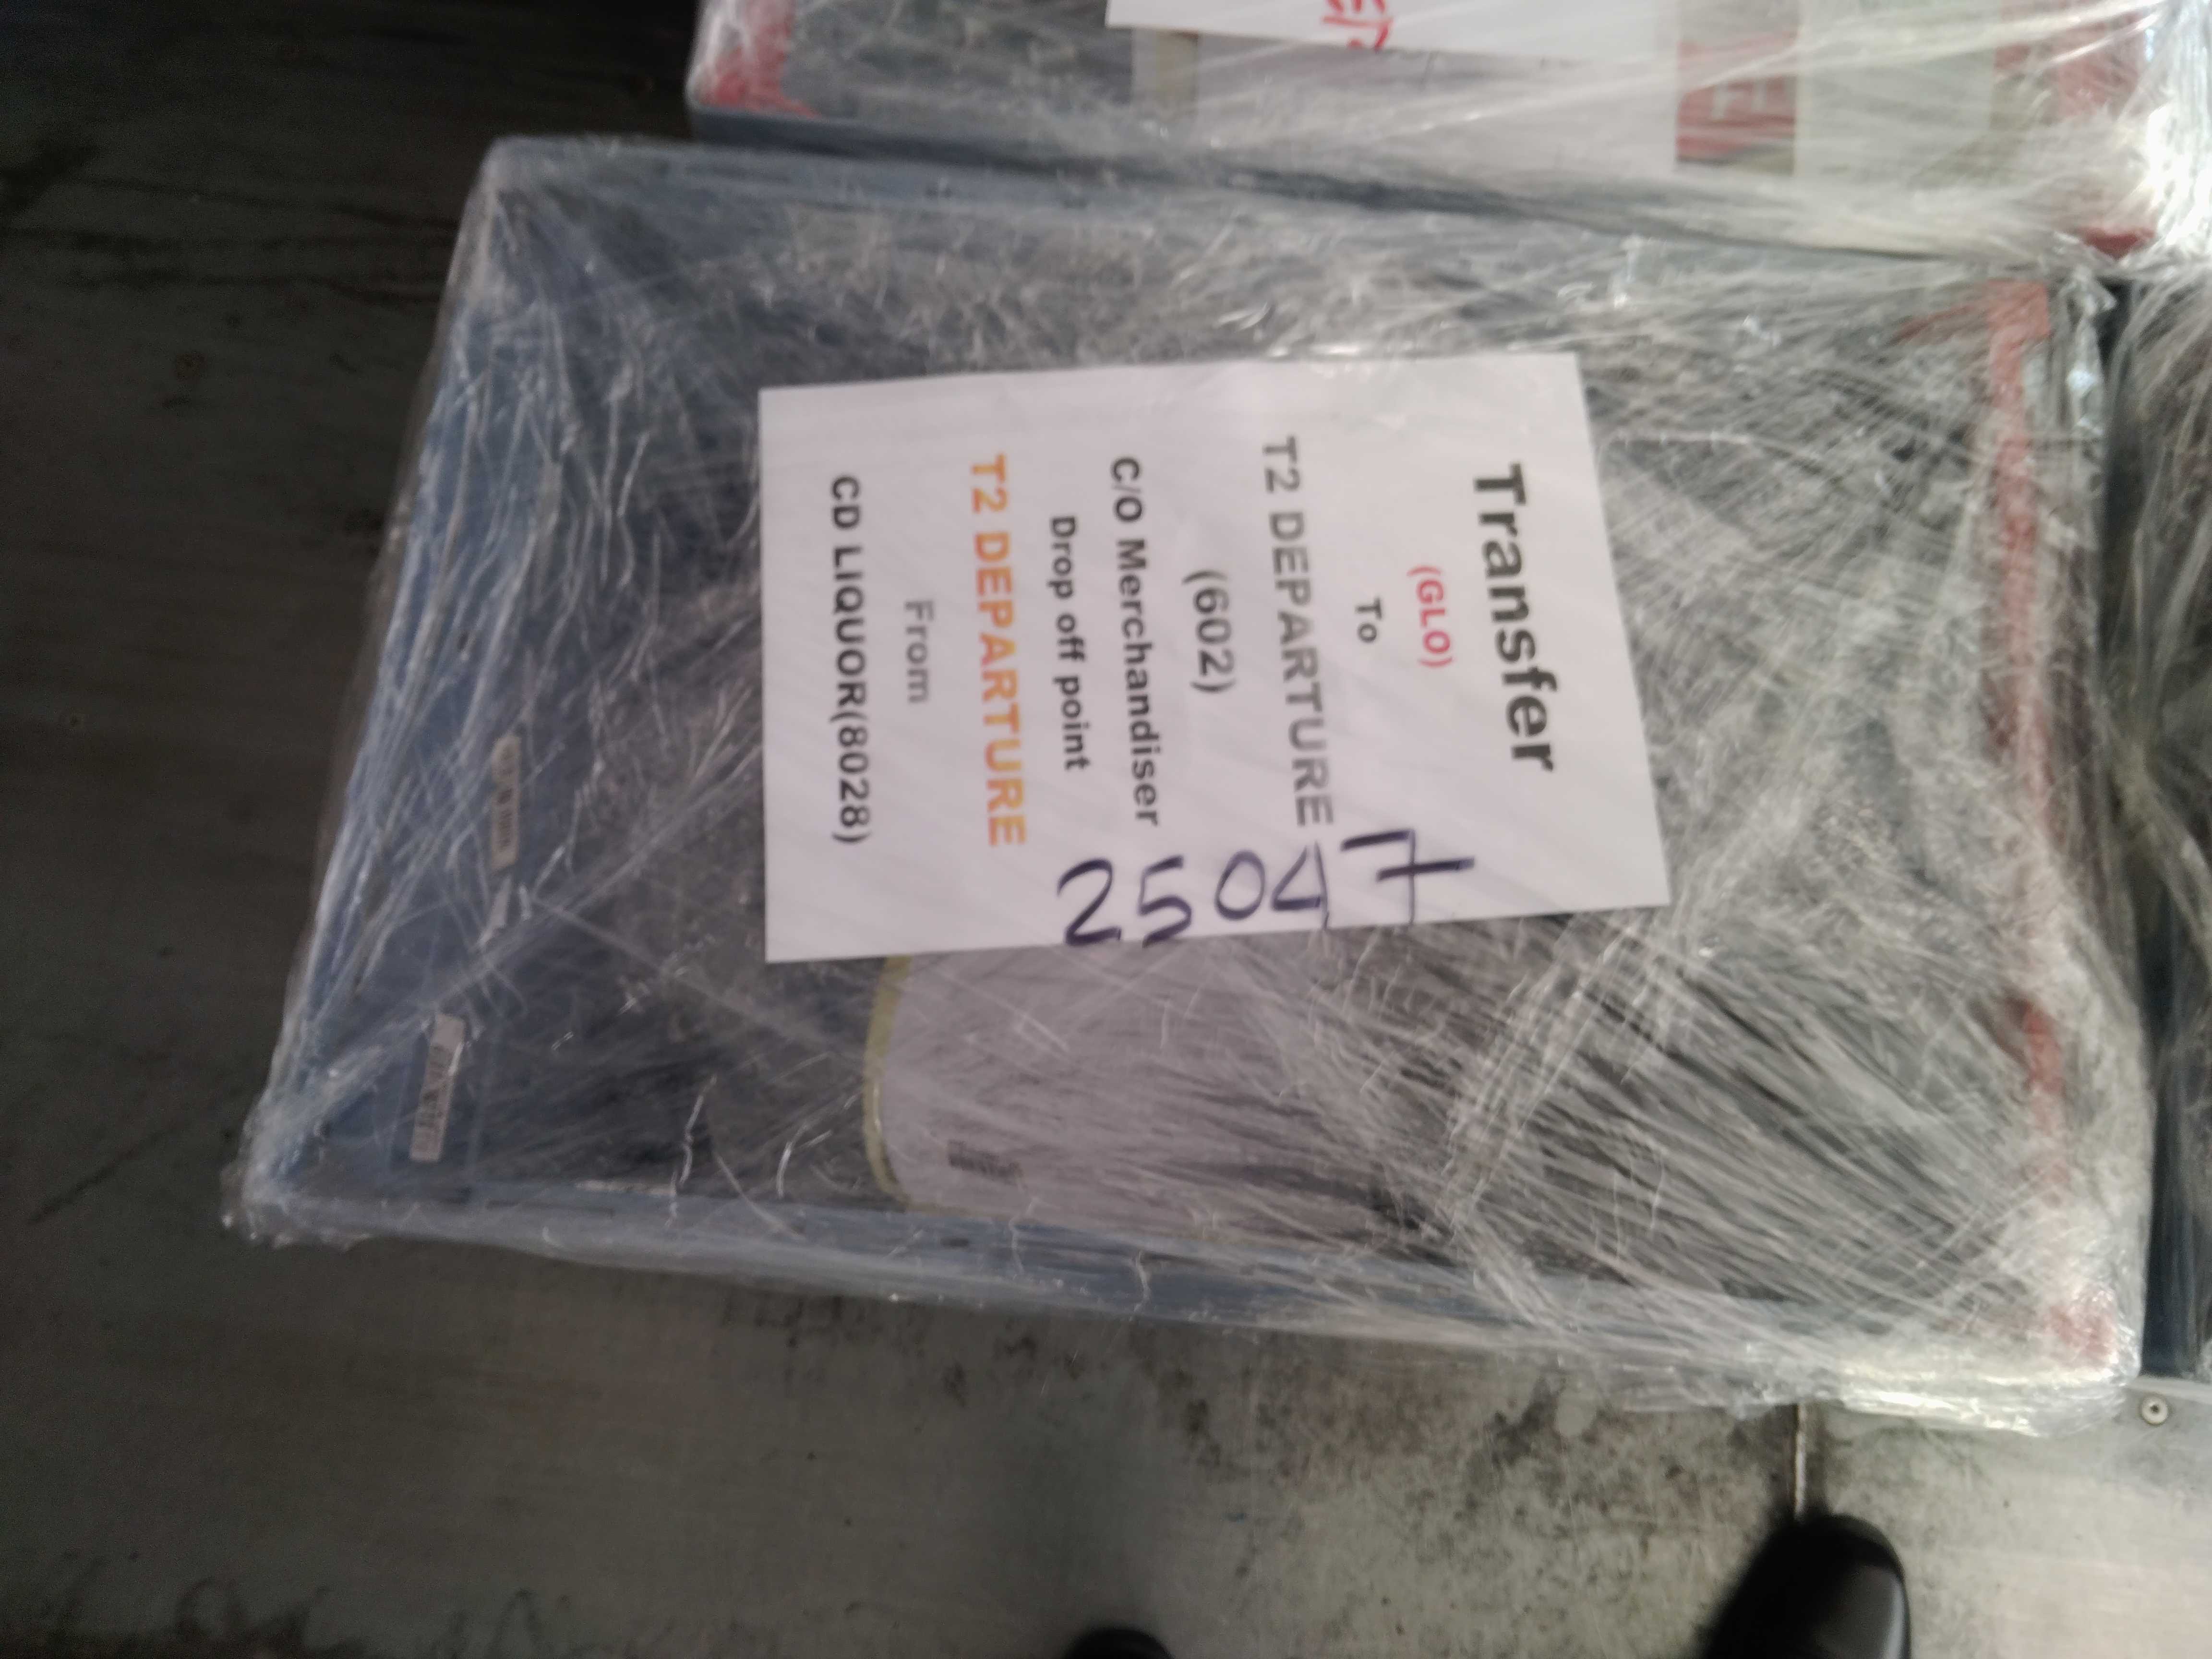 Transfer
(GLO)
To
T2 DEPARTURE
(602)
C/O Merchandiser
Drop off point
T2 DEPARTURE
From
CD LIQUOR(8028)
25047